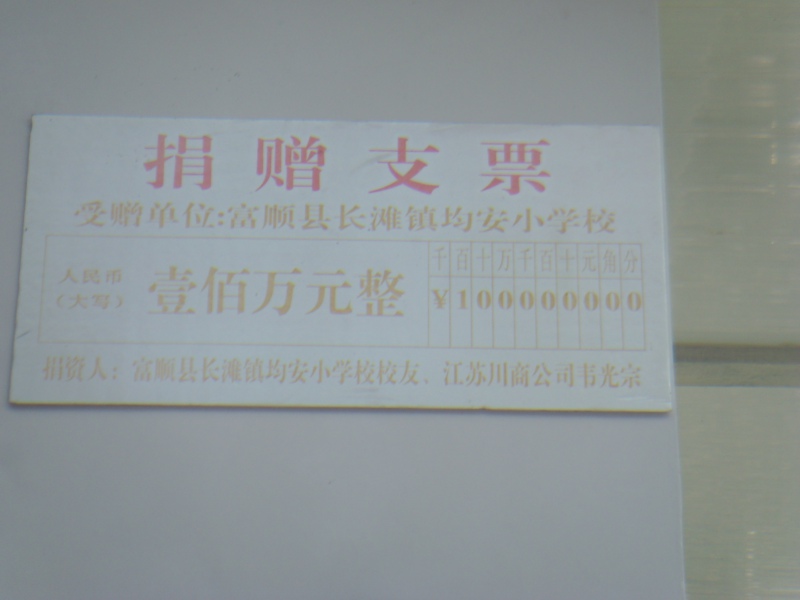 捐赠支票
受赠单位:富顺县长滩镇均安小学校
人民币
(大写)
壹佰万元整
千百十万千百十元角分
¥100000000
捐资人:富顺县长滩镇均安小学校校友、江苏川商公司韦光宗